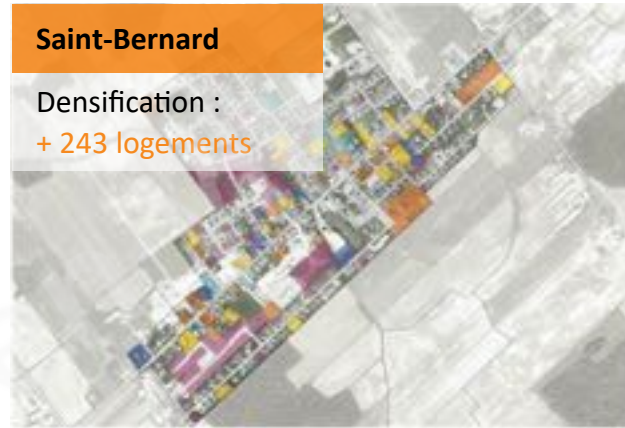 Saint-Bernard
Densification :
+ 243 logements